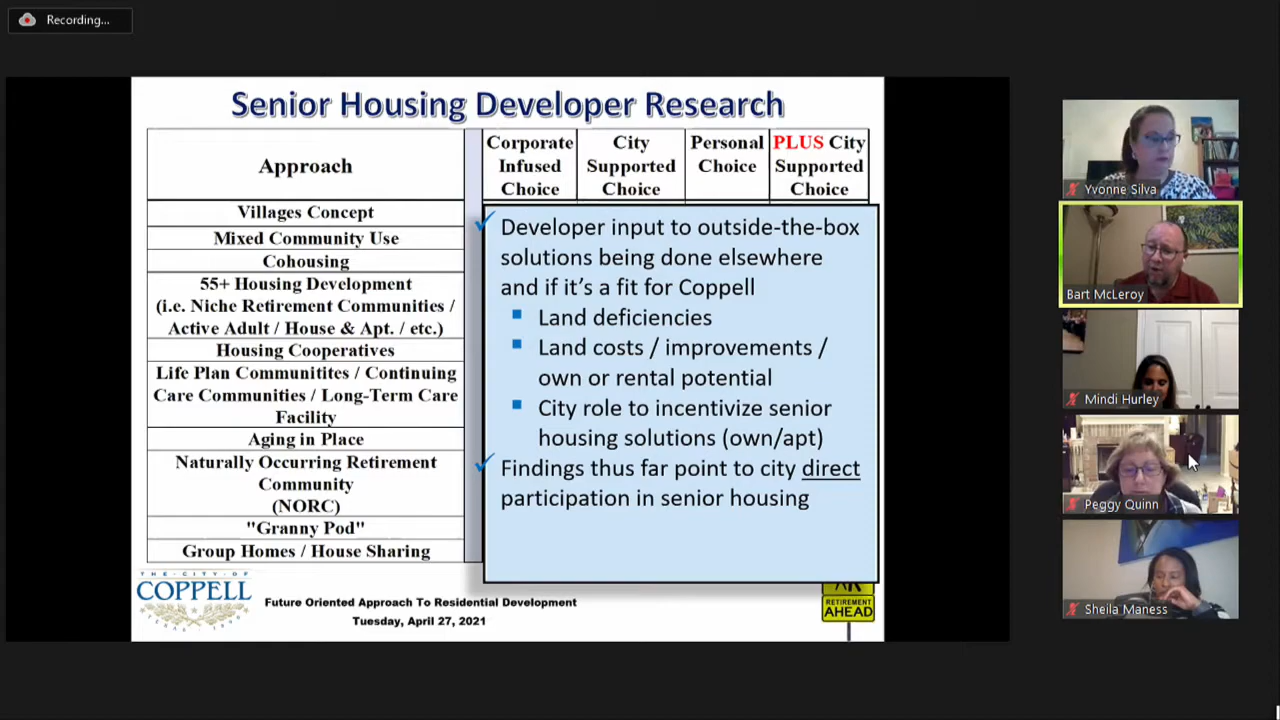 Recording...
Senior Housing Developer Research
Approach
Corporate
Infused
Choice
City
Supported
Choice
Personal
Choice
PLUS City
Supported
Choice
Villages Concept
Mixed Community Use
Cohousing
55+ Housing Development
(i.e. Niche Retirement Communities /
Active Adult / House & Apt. / etc.)
Housing Cooperatives
Life Plan Communitites / Continuing
Care Communities / Long-Term Care
Facility
Aging in Place
Naturally Occurring Retirement
Community
(NORC)
"Granny Pod"
Group Homes / House Sharing
✓ Developer input to outside-the-box
solutions being done elsewhere
and if it's a fit for Coppell
▪ Land deficiencies
▪ Land costs / improvements /
own or rental potential
▪ City role to incentivize senior
housing solutions (own/apt)
✓ Findings thus far point to city direct
participation in senior housing
THE·CITY·OF
COPPELL
Future Oriented Approach To Residential Development
Tuesday, April 27, 2021
RETIREMENT
AHEAD
Yvonne Silva
Bart McLeroy
Mindi Hurley
Peggy Quinn
Sheila Maness